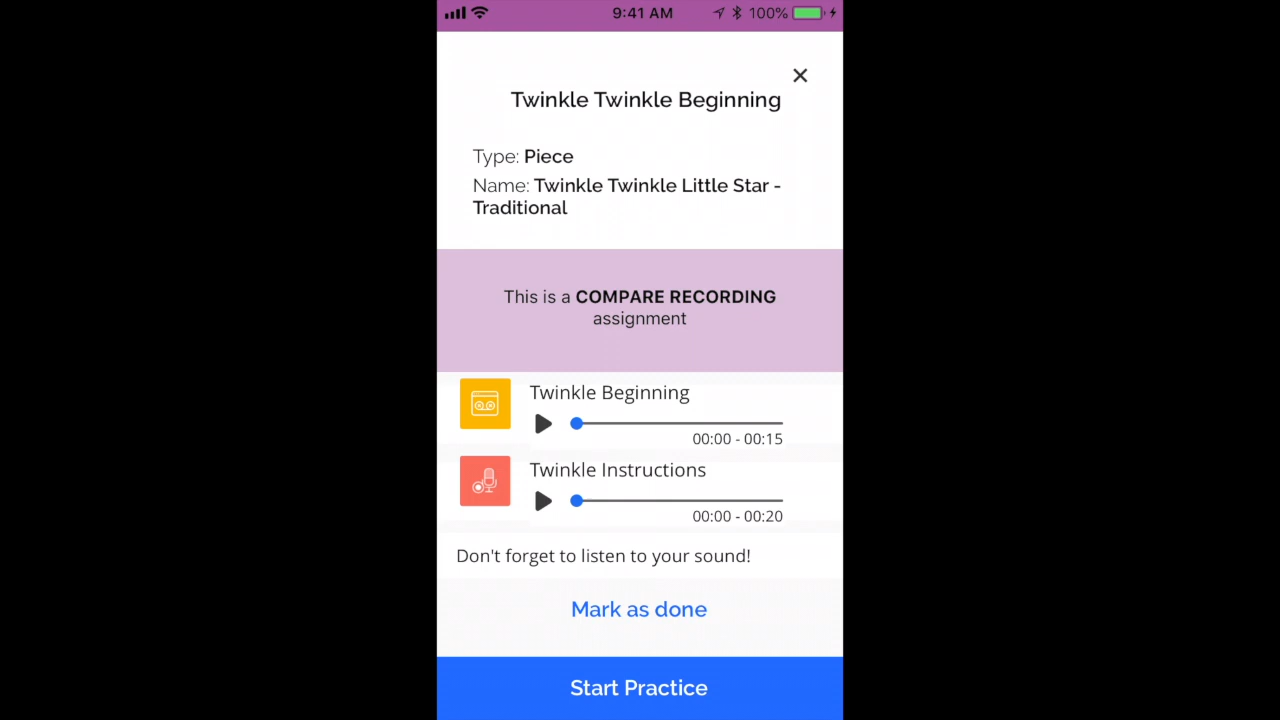 9:41 AM
100%
Twinkle Twinkle Beginning
Type: Piece
Name: Twinkle Twinkle Little Star -
Traditional
This is a COMPARE RECORDING
assignment
Twinkle Beginning
00:00 - 00:15
Twinkle Instructions
00:00 - 00:20
Don't forget to listen to your sound!
Mark as done
Start Practice